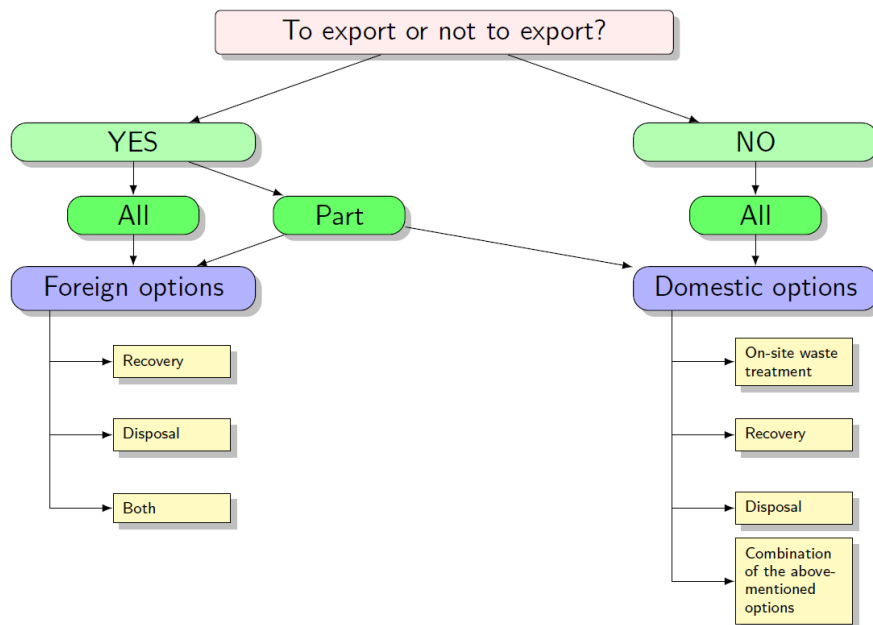 To export or not to export?
YES
NO
All
Part
All
Foreign options
Domestic options
Recovery
Disposal
Both
On-site waste
treatment
Recovery
Disposal
Combination
of the above-
mentioned
options